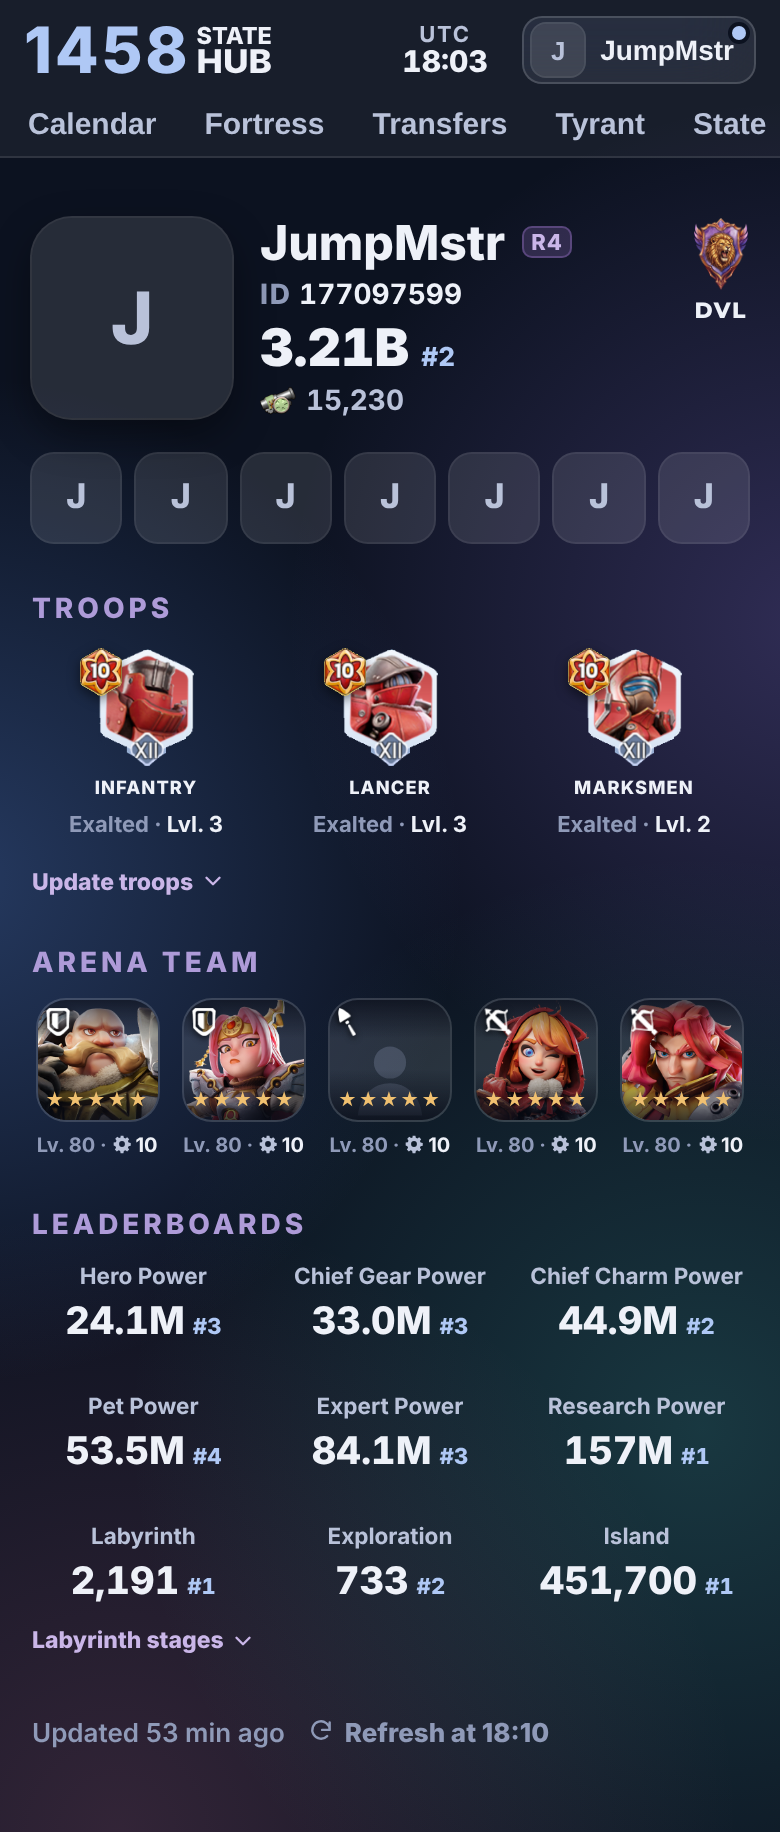 1458 STATE HUB
UTC
18:03
J JumpMstr
Calendar Fortress Transfers Tyrant State
J
JumpMstr R4
ID 177097599
3.21B #2
15,230
DVL
J J J J J J J
TROOPS
10 10 10
XII XII XII
INFANTRY LANCER MARKSMEN
Exalted · Lvl. 3 Exalted · Lvl. 3 Exalted · Lvl. 2
Update troops
ARENA TEAM
Lv. 80 · 10 Lv. 80 · 10 Lv. 80 · 10 Lv. 80 · 10 Lv. 80 · 10
LEADERBOARDS
Hero Power Chief Gear Power Chief Charm Power
24.1M #3 33.0M #3 44.9M #2
Pet Power Expert Power Research Power
53.5M #4 84.1M #3 157M #1
Labyrinth Exploration Island
2,191 #1 733 #2 451,700 #1
Labyrinth stages
Updated 53 min ago Refresh at 18:10